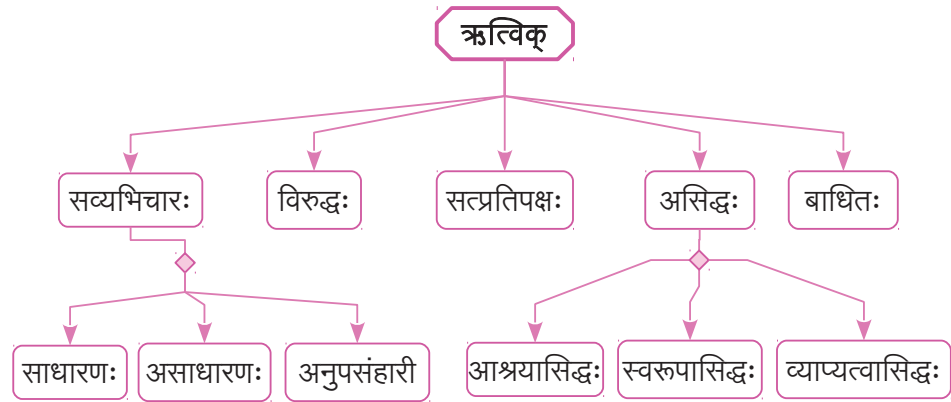 ऋत्विक्
सव्यभिचारः विरुद्धः सत्प्रतिपक्षः असिद्धः बाधितः
साधारणः असाधारणः अनुपसंहारी आश्रयासिद्धः स्वरूपासिद्धः व्याप्यत्वासिद्धः